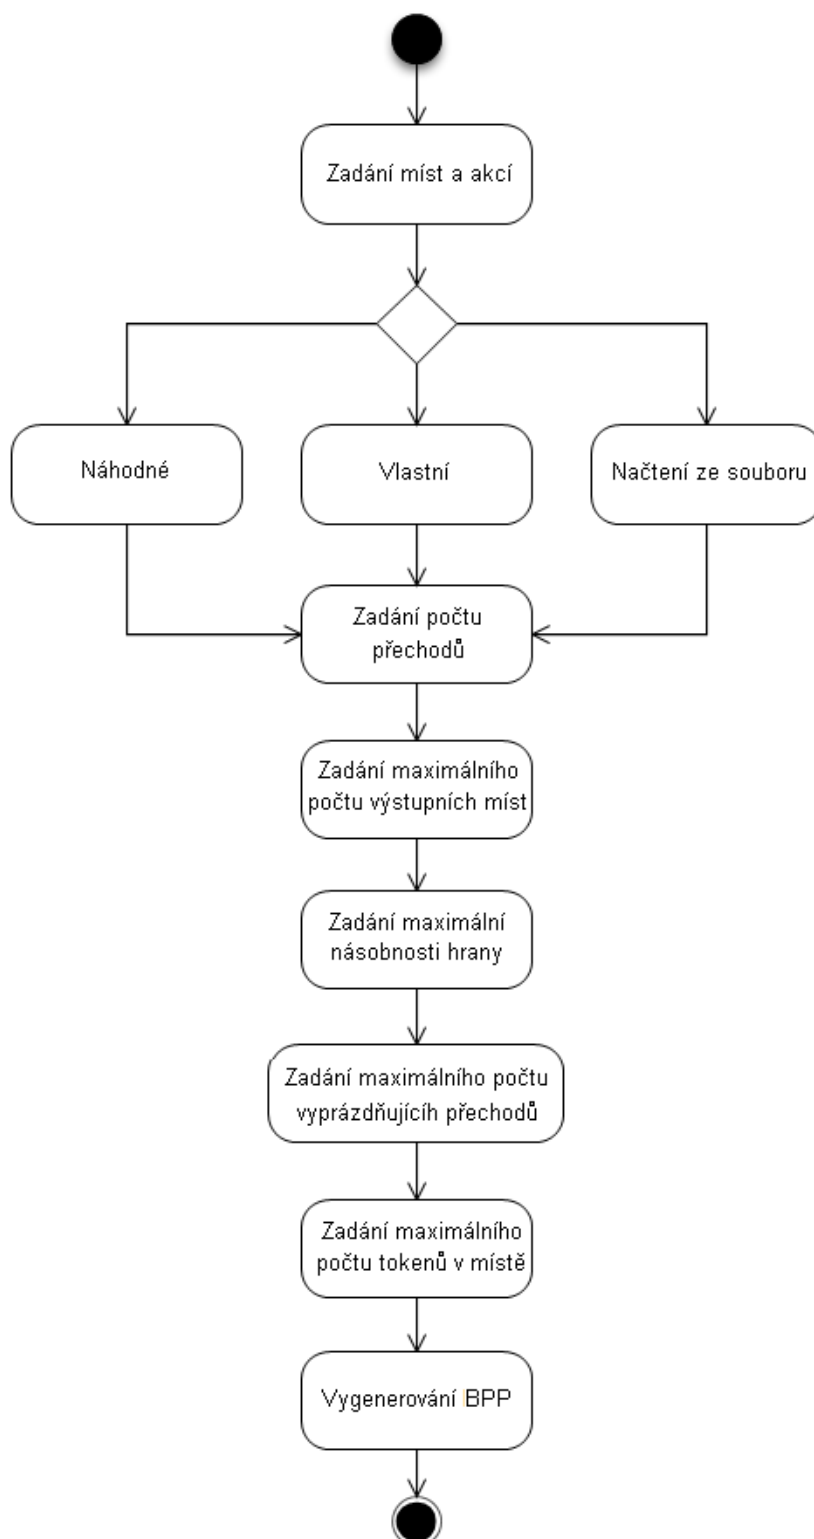 Zadání míst a akcí
Náhodné
Vlastní
Načtení ze souboru
Zadání počtu
přechodů
Zadání maximálního
počtu výstupních míst
Zadání maximální
násobnosti hrany
Zadání maximálního počtu
vyprázdňujícíh přechodů
Zadání maximálního
počtu tokenů v místě
Vygenerování BPP